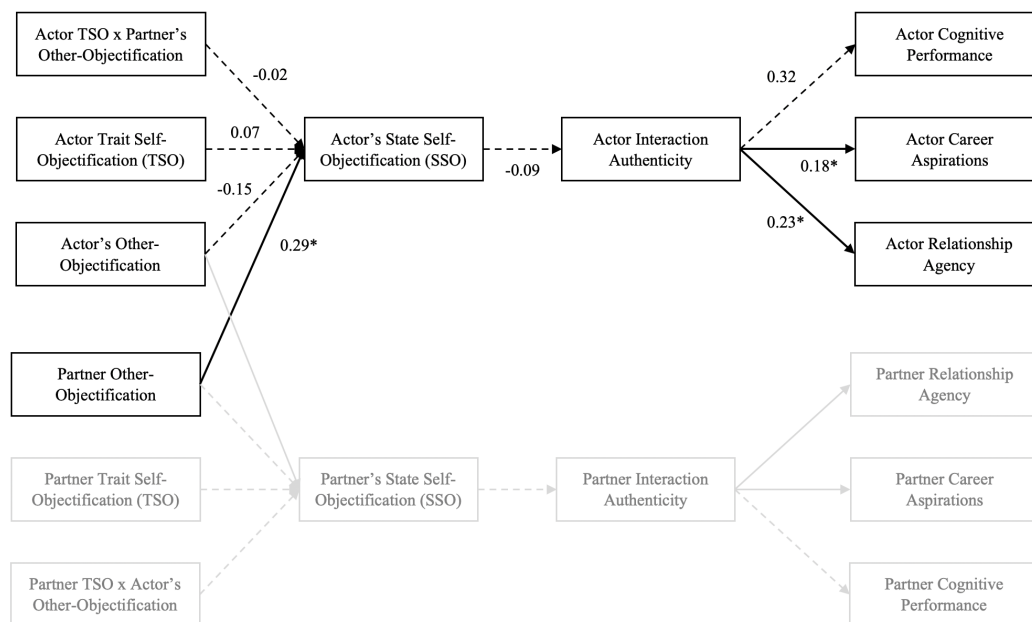 Actor TSO x Partner's
Other-Objectification
-0.02
Actor Trait Self-
Objectification (TSO)
0.07
Actor's Other-
Objectification
-0.15
Partner Other-
Objectification
0.29*
Actor's State Self-
Objectification (SSO)
-0.09
Actor Interaction
Authenticity
0.32
Actor Cognitive
Performance
0.18*
Actor Career
Aspirations
0.23*
Actor Relationship
Agency
Partner Trait Self-
Objectification (TSO)
Partner TSO x Actor's
Other-Objectification
Partner's State Self-
Objectification (SSO)
Partner Interaction
Authenticity
Partner Relationship
Agency
Partner Career
Aspirations
Partner Cognitive
Performance